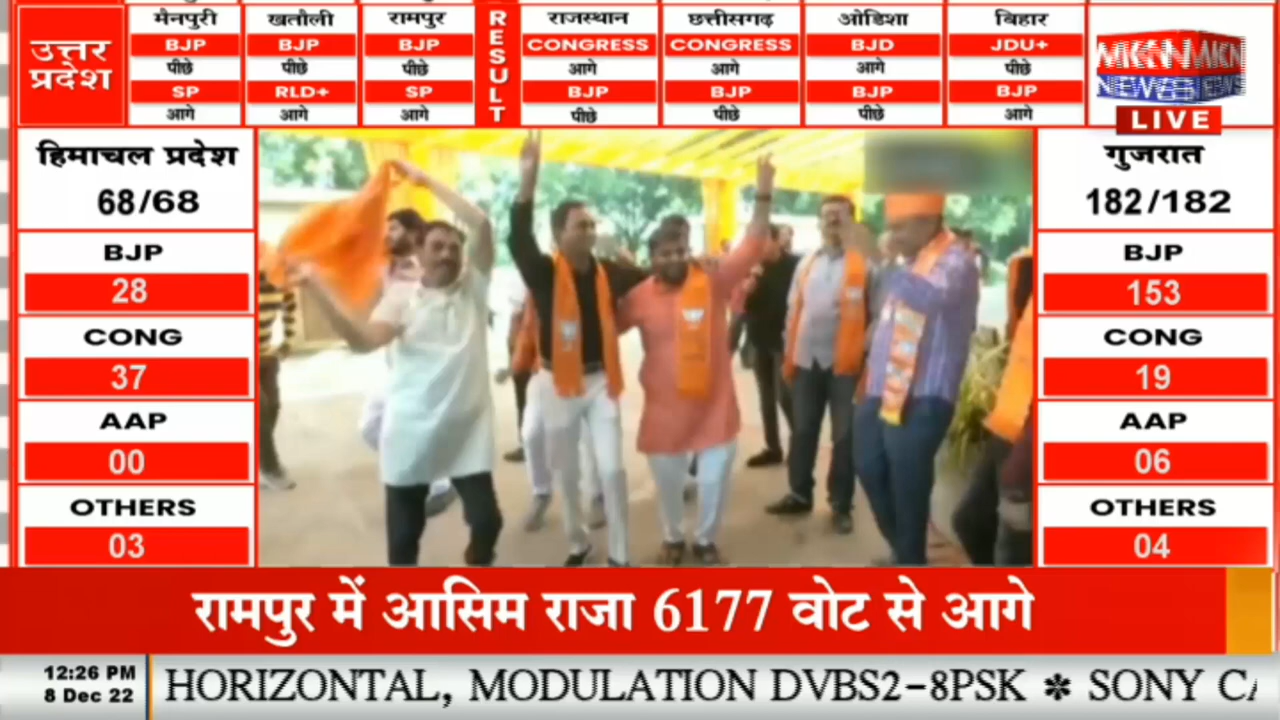 उत्तर
प्रदेश
मैनपुरी
BJP
पीछे
SP
आगे
खतौली
BJP
पीछे
RLD+
आगे
रामपुर
BJP
पीछे
SP
आगे
RESULT
राजस्थान
CONGRESS
आगे
BJP
पीछे
छत्तीसगढ़
CONGRESS
आगे
BJP
पीछे
ओडिशा
BJD
आगे
BJP
पीछे
बिहार
JDU+
पीछे
BJP
आगे
MKN
NEWS
LIVE
हिमाचल प्रदेश
68/68
BJP
28
CONG
37
AAP
00
OTHERS
03
गुजरात
182/182
BJP
153
CONG
19
AAP
06
OTHERS
04
रामपुर में आसिम राजा 6177 वोट से आगे
12:26 PM
8 Dec 22
HORIZONTAL, MODULATION DVBS2-8PSK * SONY CA